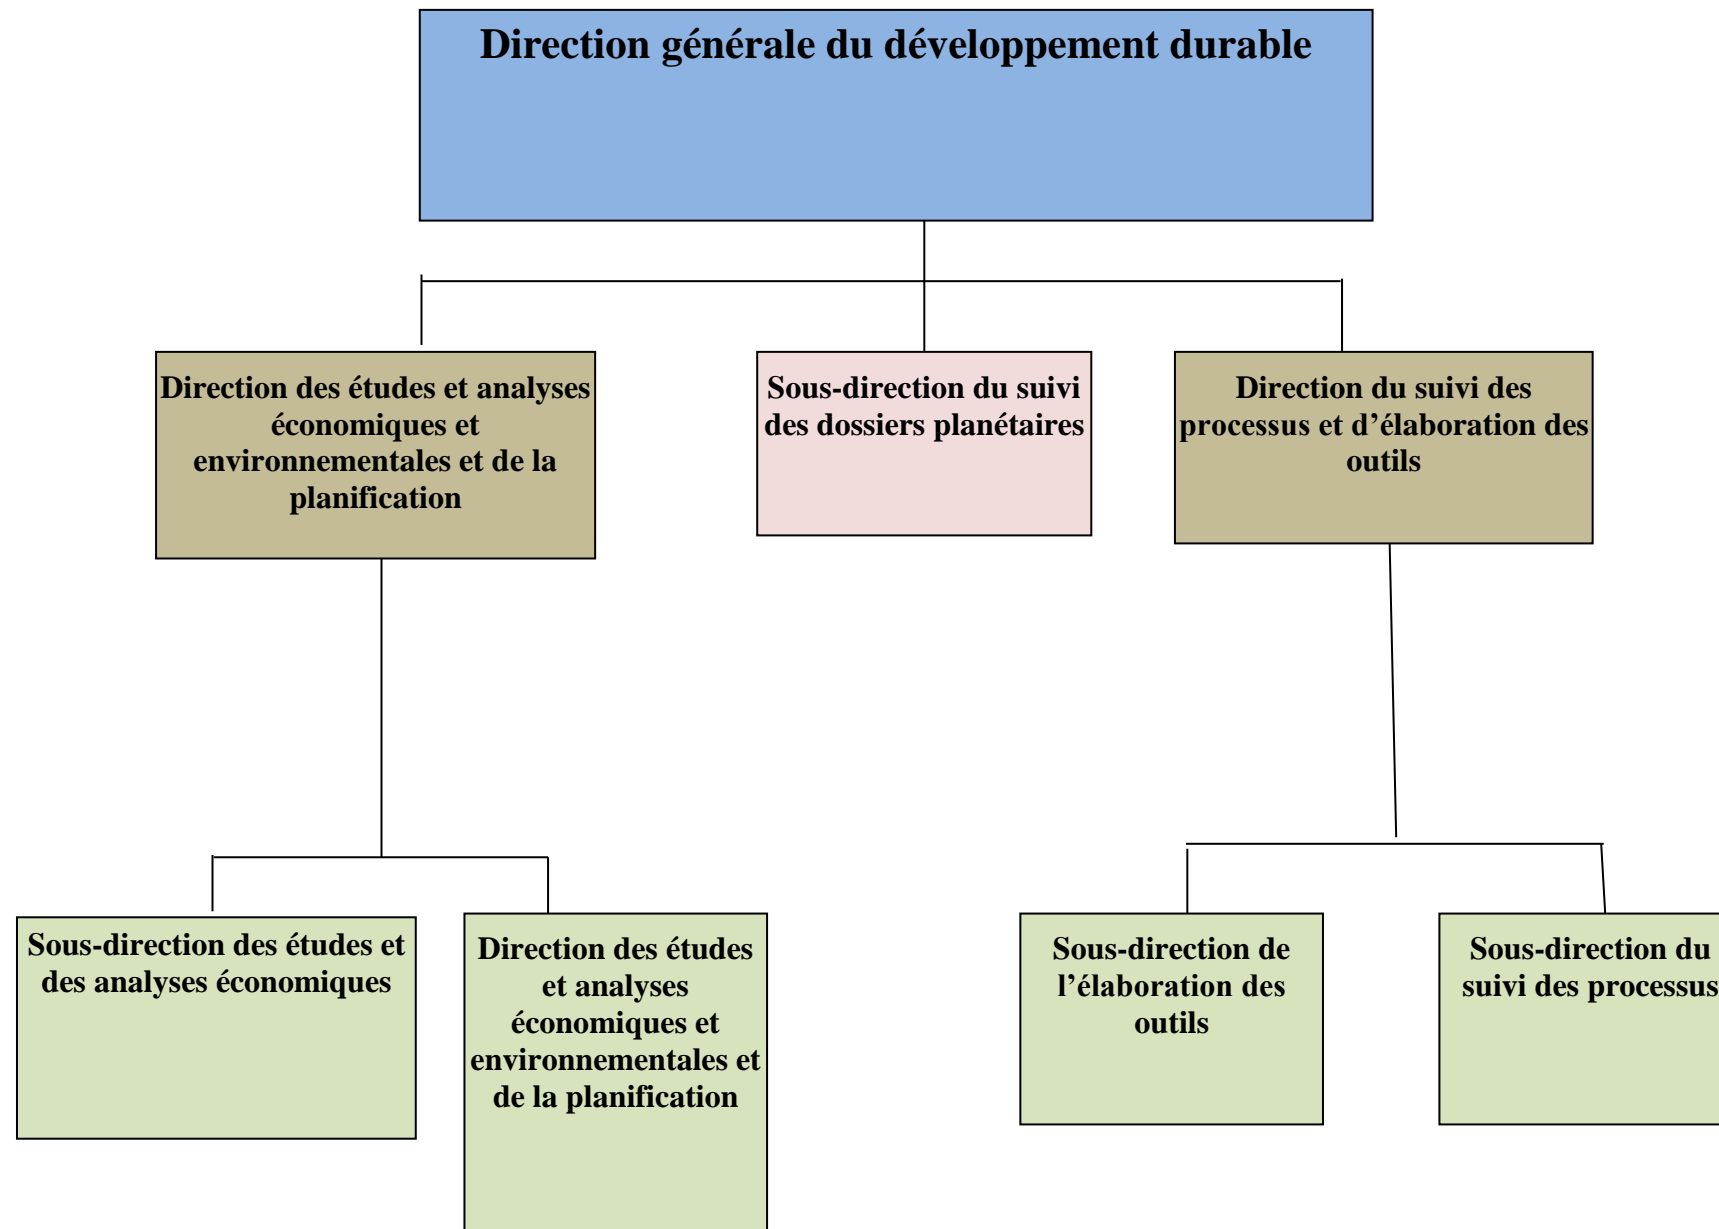 Direction générale du développement durable
Direction des études et analyses
économiques et
environnementales et de la
planification
Sous-direction du suivi
des dossiers planétaires
Direction du suivi des
processus et d’élaboration des
outils
Sous-direction des études et
des analyses économiques
Direction des études
et analyses
économiques et
environnementales et
de la planification
Sous-direction de
l’élaboration des
outils
Sous-direction du
suivi des processus